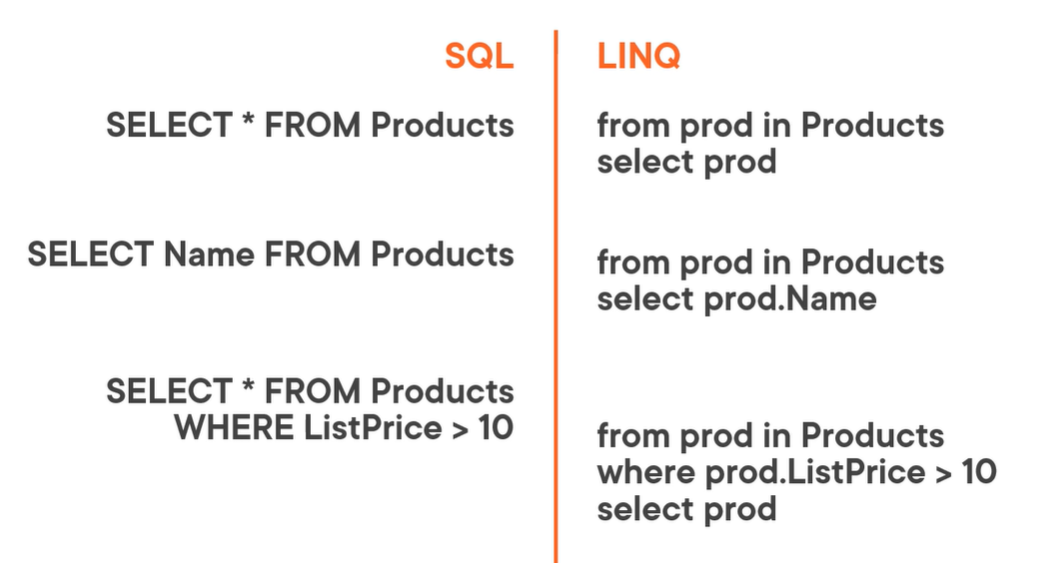 SQL
LINQ
SELECT * FROM Products
from prod in Products
select prod
SELECT Name FROM Products
from prod in Products
select prod.Name
SELECT * FROM Products
WHERE ListPrice > 10
from prod in Products
where prod.ListPrice > 10
select prod